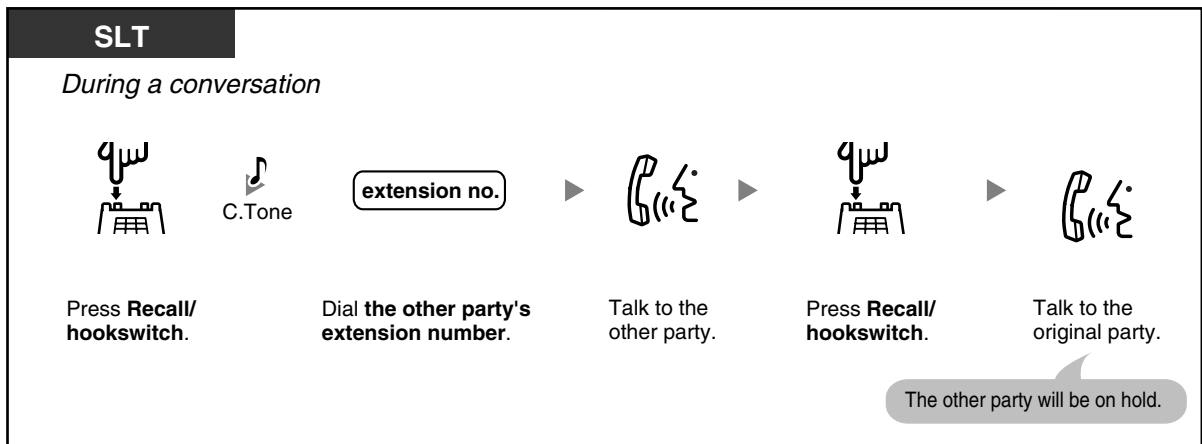 SLT
During a conversation
C.Tone
extension no.
Press Recall/
hookswitch.
Dial the other party's
extension number.
Talk to the
other party.
Press Recall/
hookswitch.
Talk to the
original party.
The other party will be on hold.